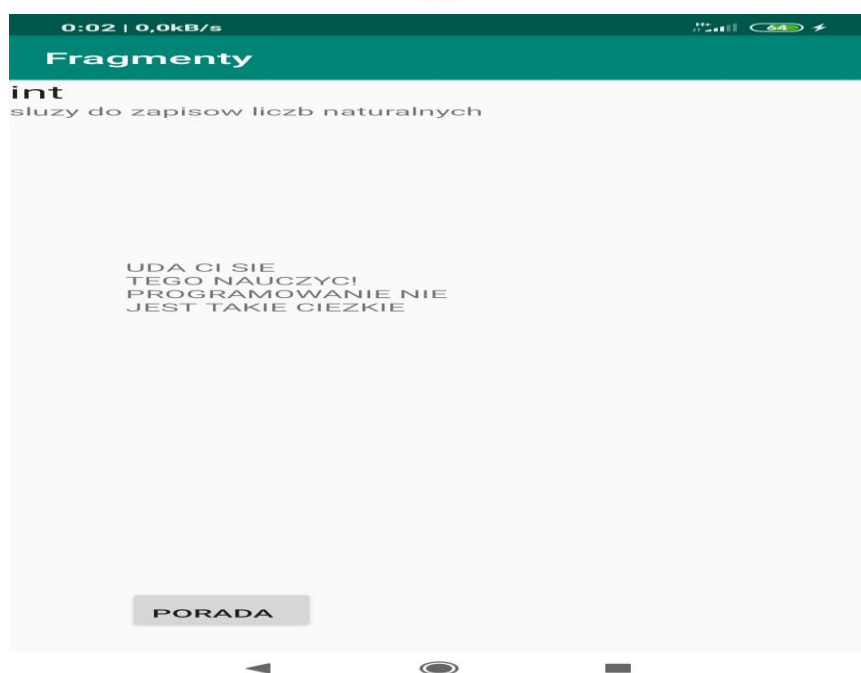 0:02 | 0,0kB/s
64
Fragmenty
int
sluzy do zapisow liczb naturalnych
UDA CI SIE
TEGO NAUCZYC!
PROGRAMOWANIE NIE
JEST TAKIE CIEZKIE
PORADA